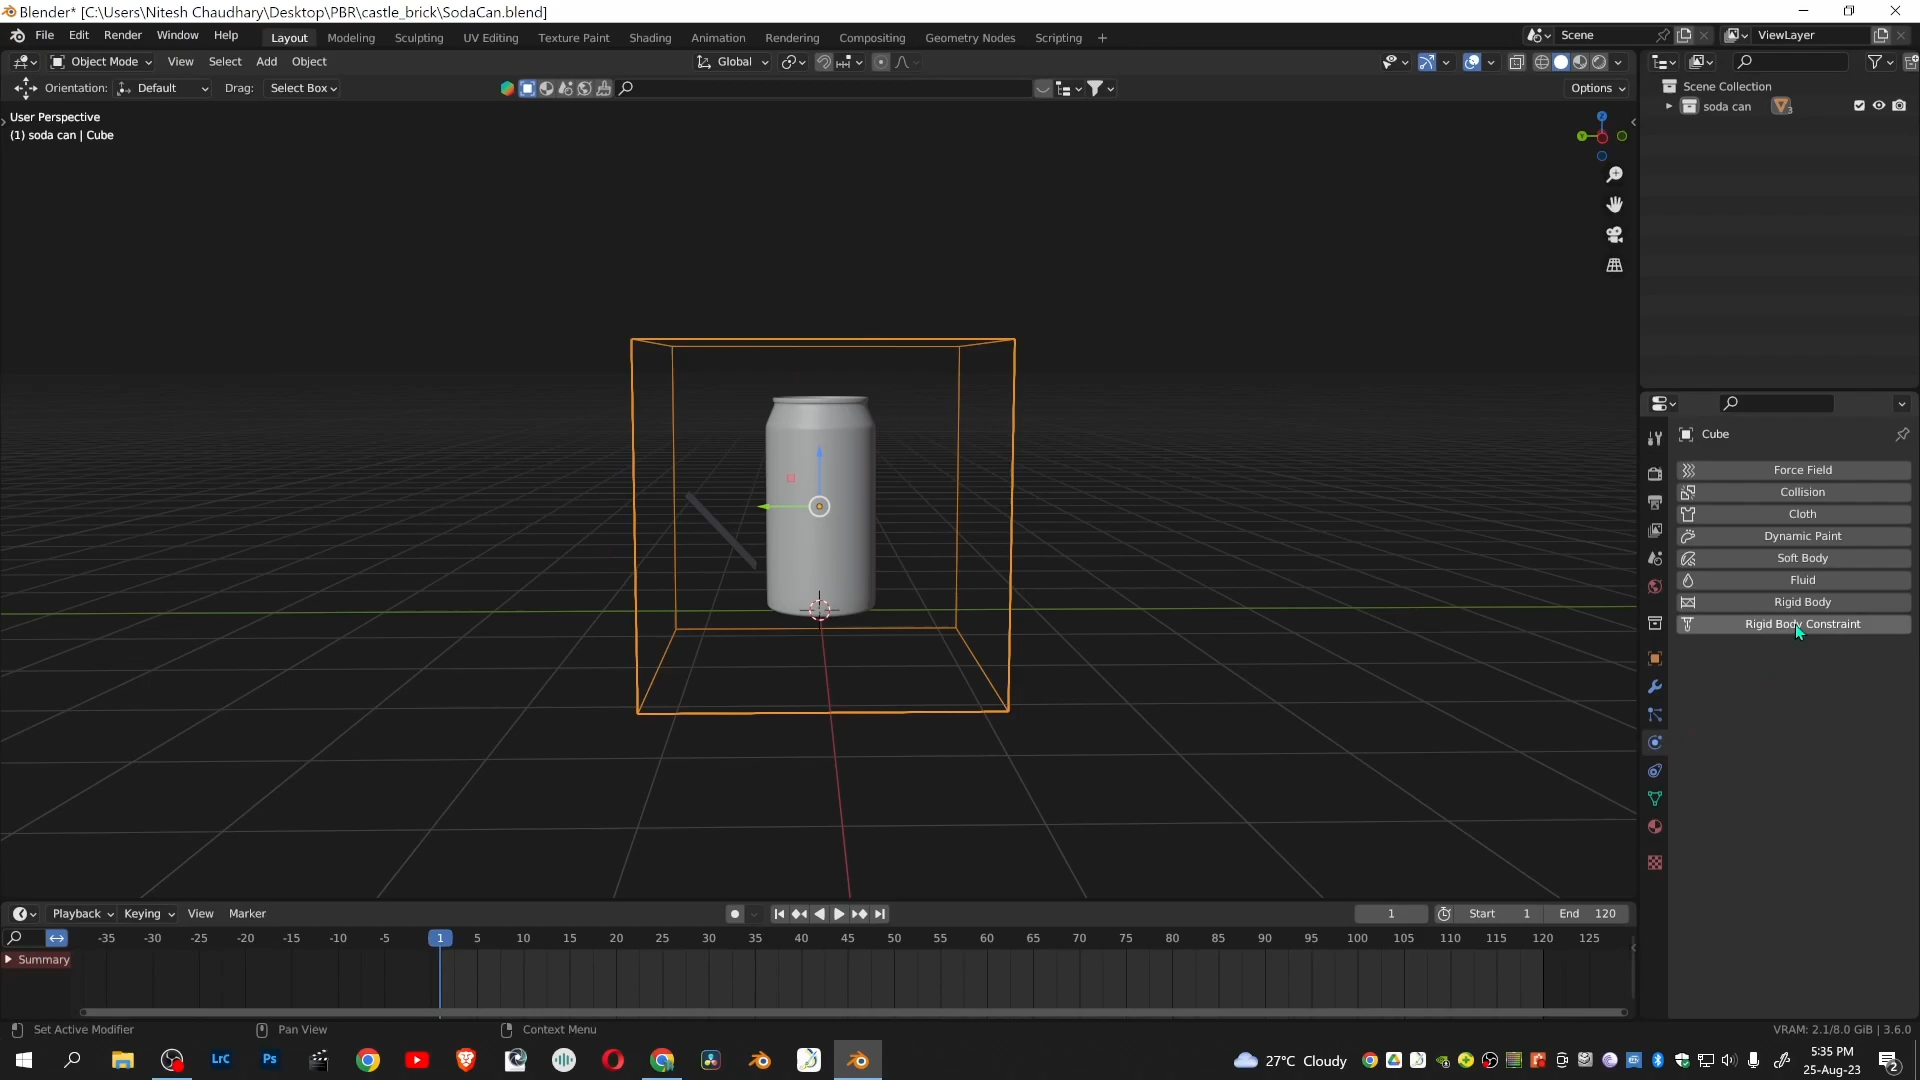 Blender* [C:\Users\Nitesh Chaudhary\Desktop\PBR\castle_brick\SodaCan.blend]
File Edit Render Window Help Layout Modeling Sculpting UV Editing Texture Paint Shading Animation Rendering Compositing Geometry Nodes Scripting + Scene ViewLayer
Object Mode View Select Add Object Global
Orientation: Default Drag: Select Box Options
User Perspective
(1) soda can | Cube
Scene Collection
soda can 3
Cube
Force Field
Collision
Cloth
Dynamic Paint
Soft Body
Fluid
Rigid Body
Rigid Body Constraint
Playback Keying View Marker 1 Start 1 End 120
-35 -30 -25 -20 -15 -10 -5 1 5 10 15 20 25 30 35 40 45 50 55 60 65 70 75 80 85 90 95 100 105 110 115 120 125
Summary
Set Active Modifier Pan View Context Menu VRAM: 2.1/8.0 GiB | 3.6.0
LrC Ps 27°C Cloudy 5:35 PM
25-Aug-23 2